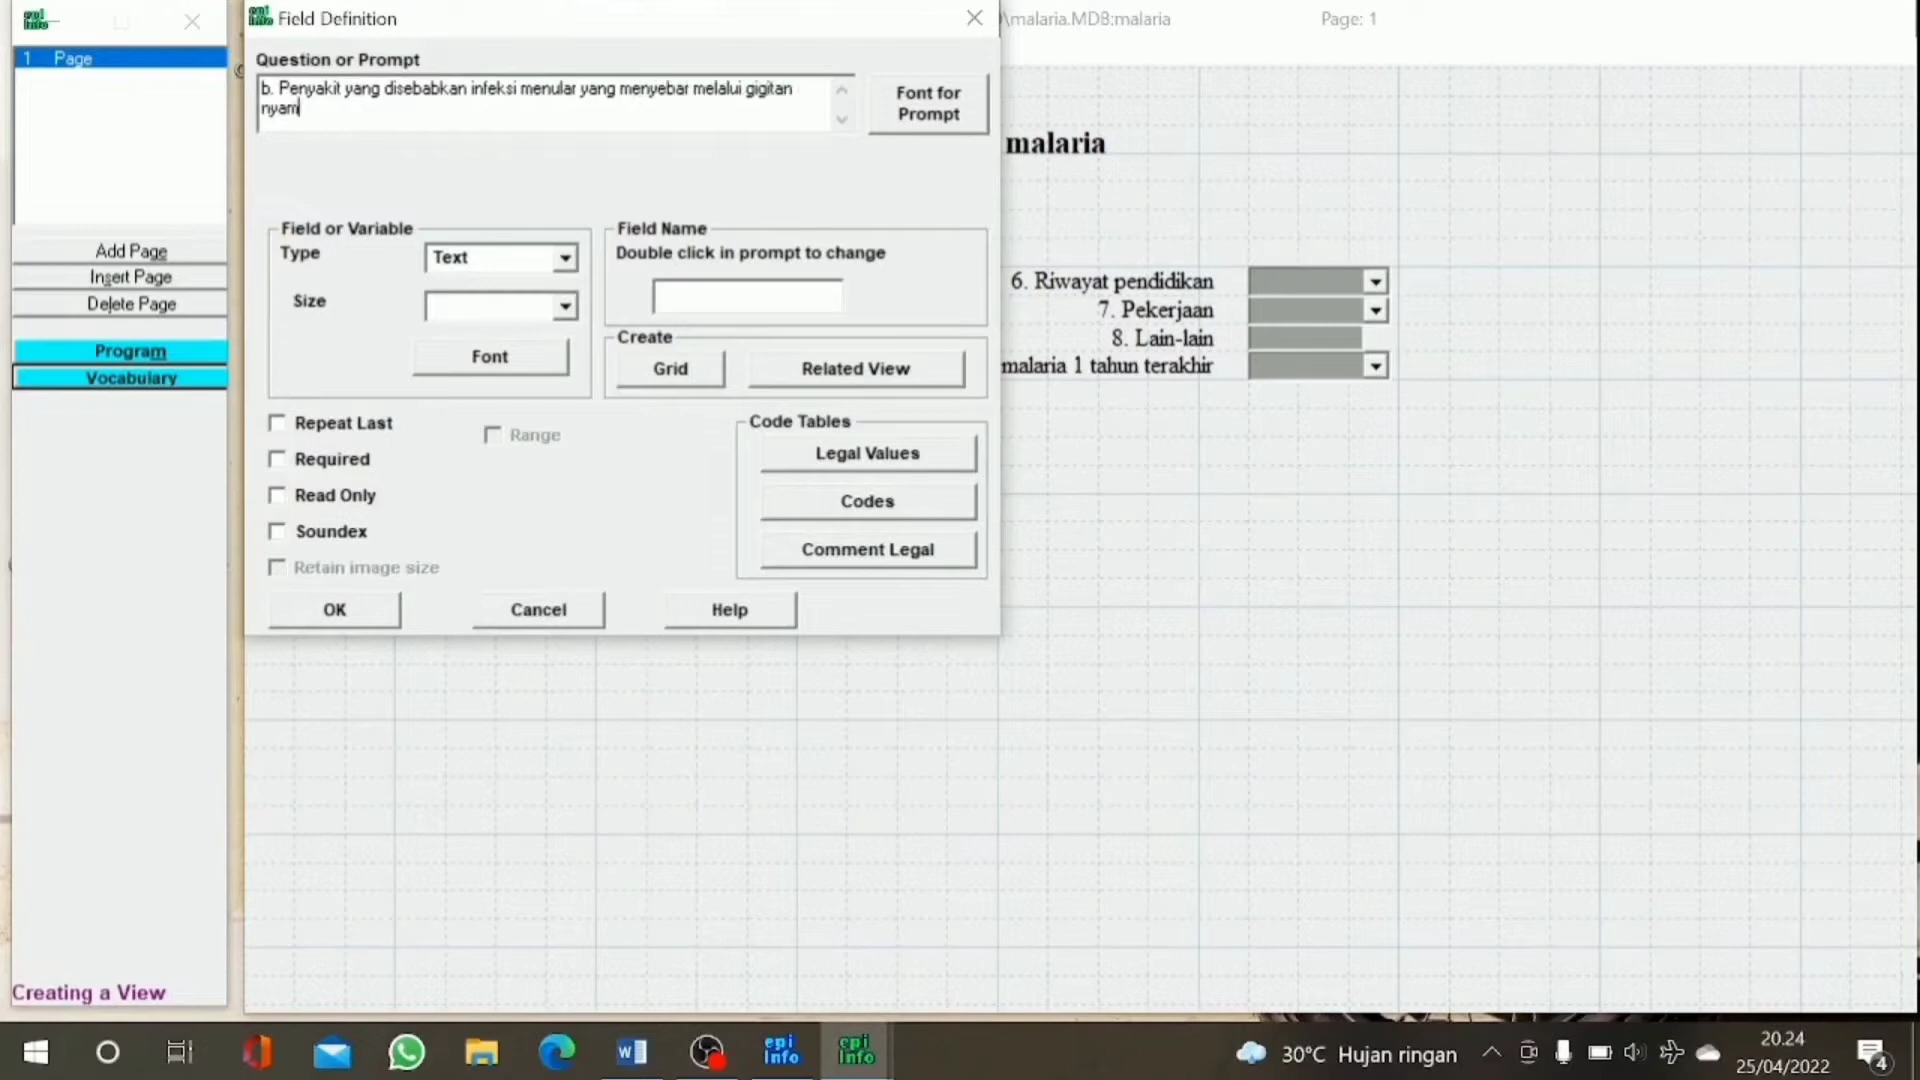 epi
info
1 Page
Add Page
Insert Page
Delete Page
Program
Vocabulary
Creating a View
epi
info Field Definition
Question or Prompt
b. Penyakit yang disebabkan infeksi menular yang menyebar melalui gigitan
nyam
Font for
Prompt
Field or Variable
Type
Text
Size
Font
Field Name
Double click in prompt to change
Create
Grid
Related View
Repeat Last
Range
Required
Read Only
Soundex
Retain image size
Code Tables
Legal Values
Codes
Comment Legal
OK
Cancel
Help
\malaria.MDB:malaria
Page: 1
malaria
6. Riwayat pendidikan
7. Pekerjaan
8. Lain-lain
malaria 1 tahun terakhir
epi
info
epi
info
30°C Hujan ringan
20.24
25/04/2022
4